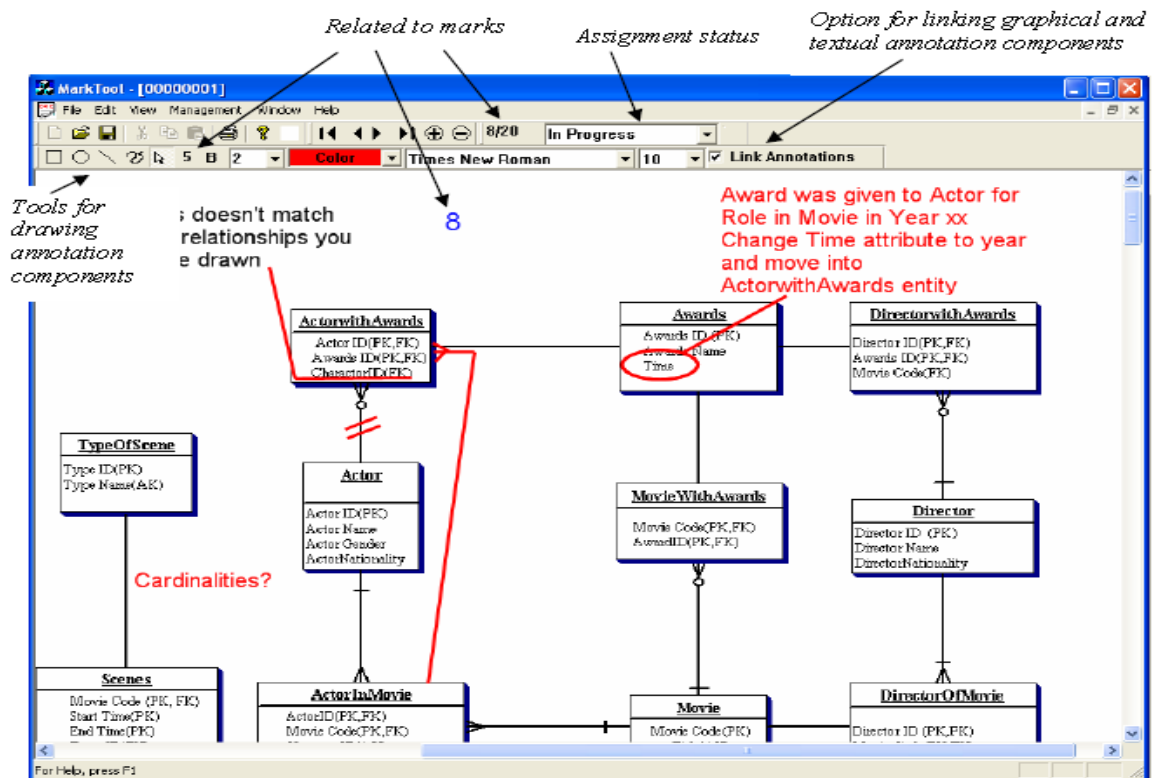 Related to marks
Assignment status
Option for linking graphical and
textual annotation components
MarkTool - [00000001]
File Edit View Management Window Help
8/20
In Progress
S B 2 Color Times New Roman 10 Link Annotations
Tools for
drawing
annotation
components
s doesn't match
relationships you
e drawn
8
Award was given to Actor for
Role in Movie in Year xx
Change Time attribute to year
and move into
ActorwithAwards entity
ActorwithAwards
Actor ID(PK,FK)
Awards ID(PK,FK)
CharactorID(FK)
Awards
Awards ID (PK)
Awards Name
Time
DirectorwithAwards
Director ID(PK,FK)
Awards ID(PK,FK)
Movie Code(FK)
TypeOfScene
Type ID(PK)
Type Name(AK)
Actor
Actor ID(PK)
Actor Name
Actor Gender
ActorNationality
MovieWithAwards
Movie Code(PK,FK)
AwardID(PK,FK)
Director
Director ID (PK)
Director Name
DirectorNationality
Cardinalities?
Scenes
Movie Code (PK, FK)
Start Time(PK)
End Time(PK)
ActorInMovie
ActorID(PK,FK)
Movie Code(PK,FK)
Movie
Movie Code(PK)
DirectorOfMovie
Director ID (PK,PK)
For Help, press F1